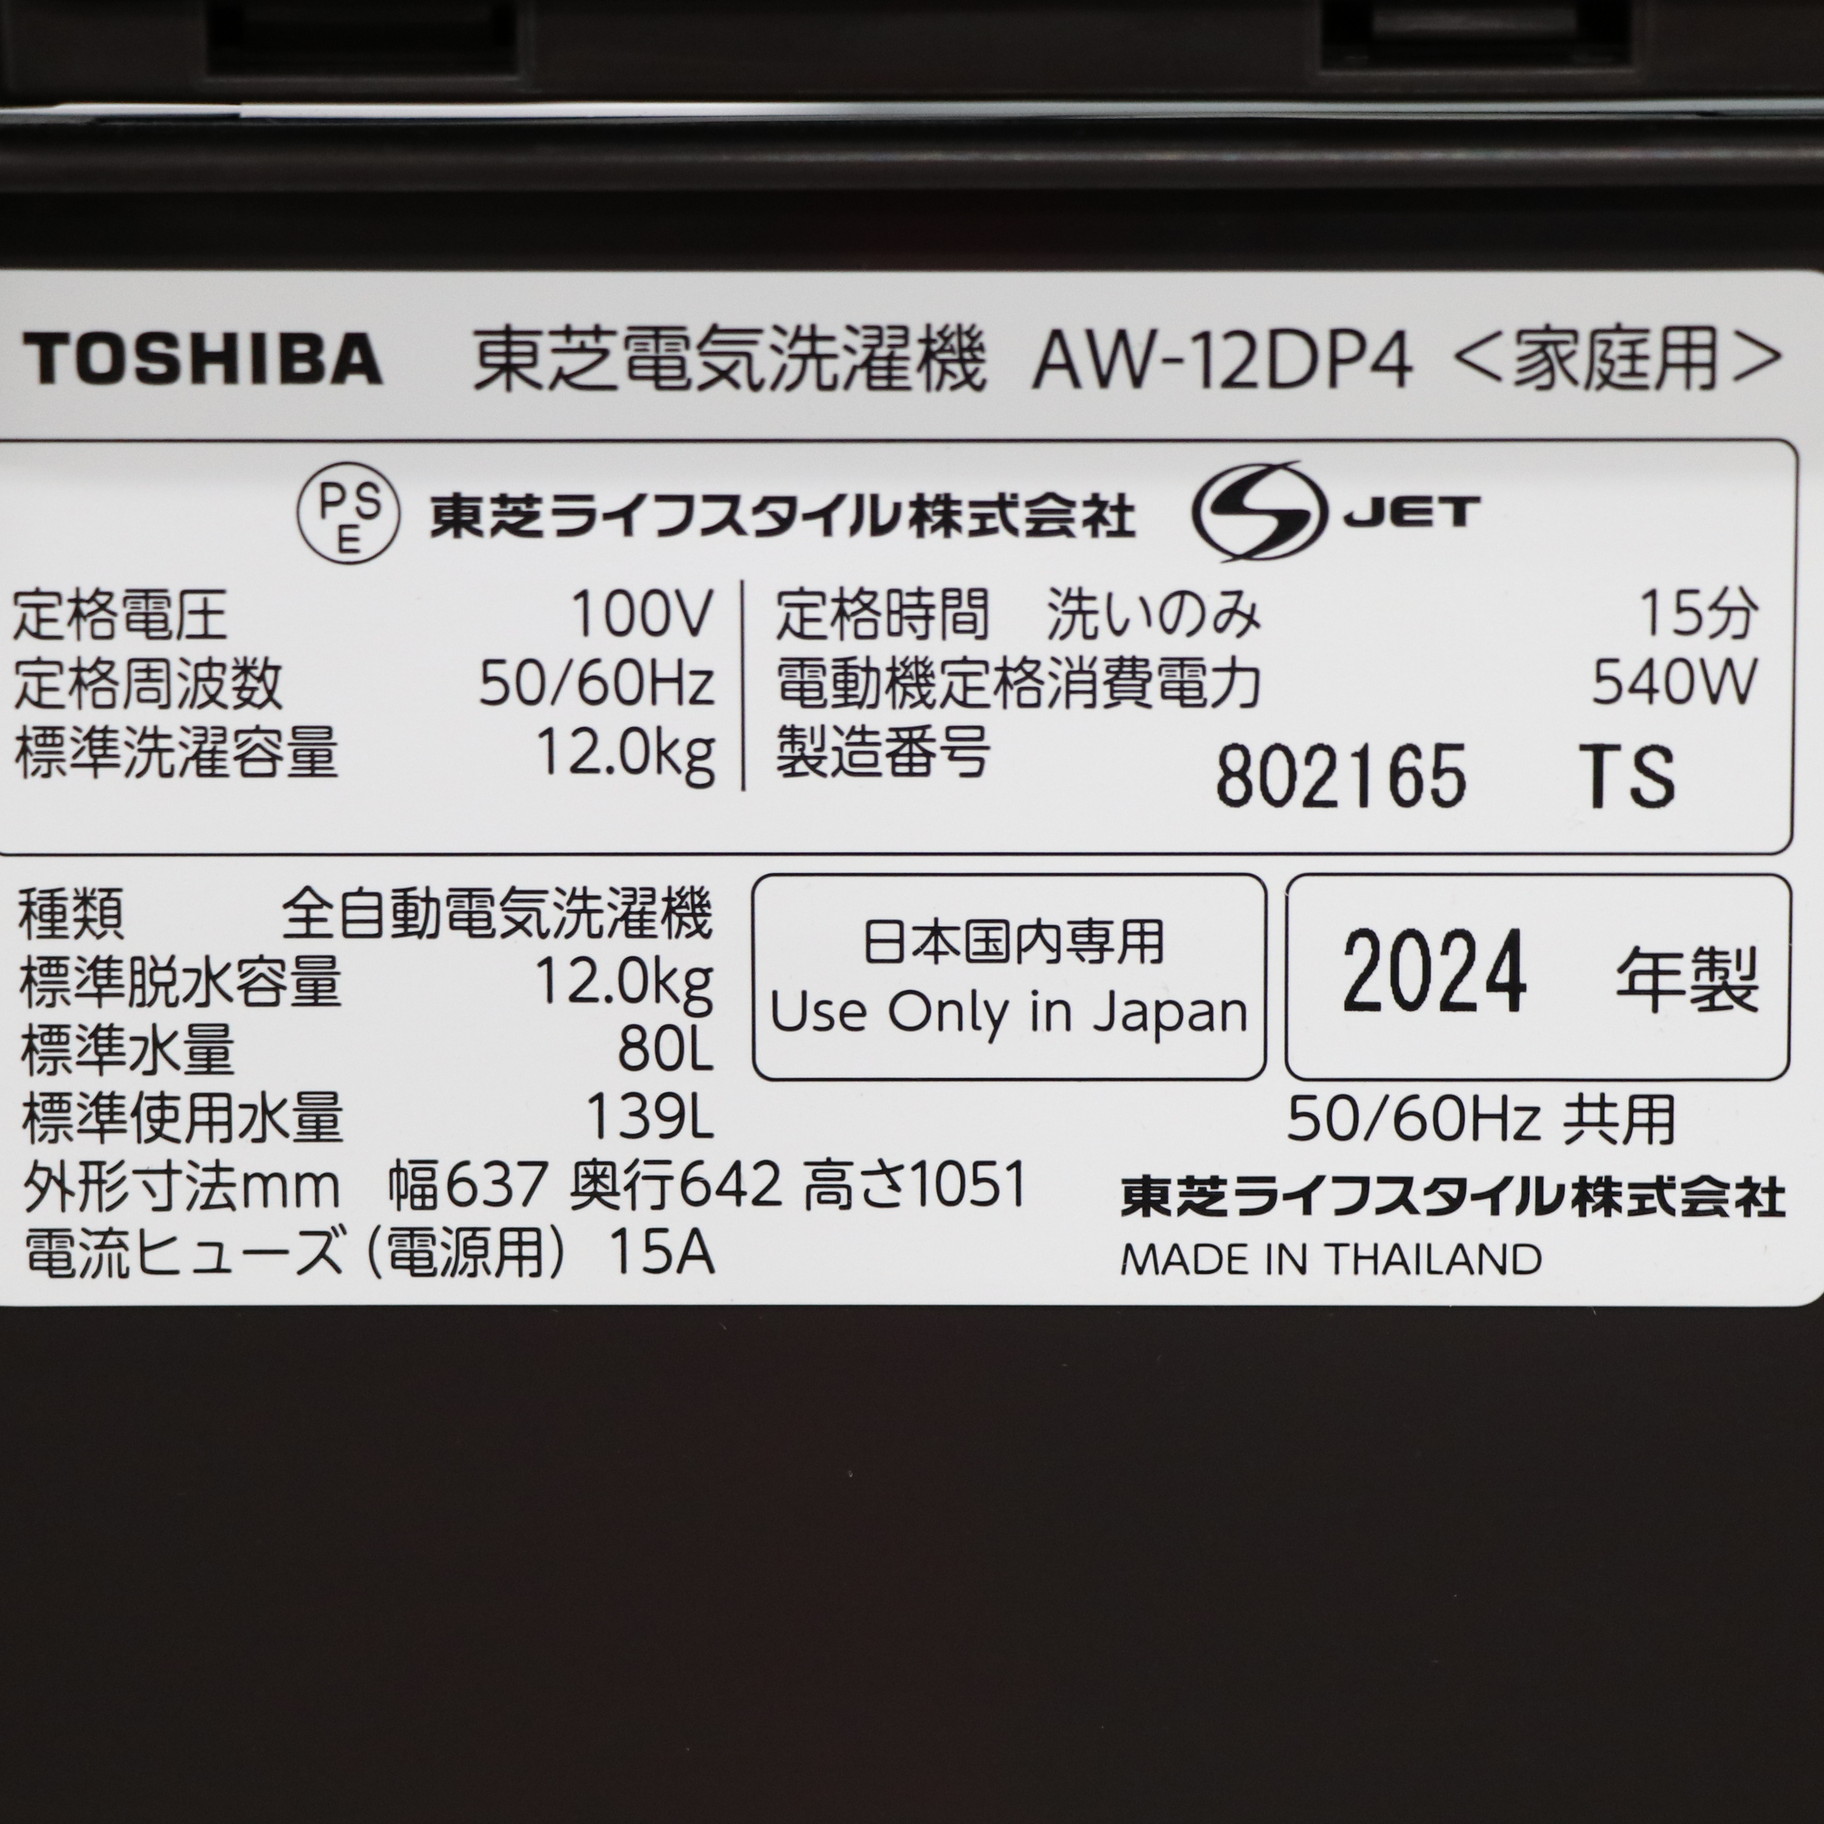 TOSHIBA 東芝電気洗濯機 AW-12DP4 ＜家庭用＞
PSE 東芝ライフスタイル株式会社 S JET
定格電圧 100V
定格周波数 50/60Hz
標準洗濯容量 12.0kg
定格時間 洗いのみ 15分
電動機定格消費電力 540W
製造番号 802165 TS
種類 全自動電気洗濯機
標準脱水容量 12.0kg
標準水量 80L
標準使用水量 139L
外形寸法mm 幅637 奥行642 高さ1051
電流ヒューズ (電源用) 15A
日本国内専用
Use Only in Japan
2024 年製
50/60Hz 共用
東芝ライフスタイル株式会社
MADE IN THAILAND